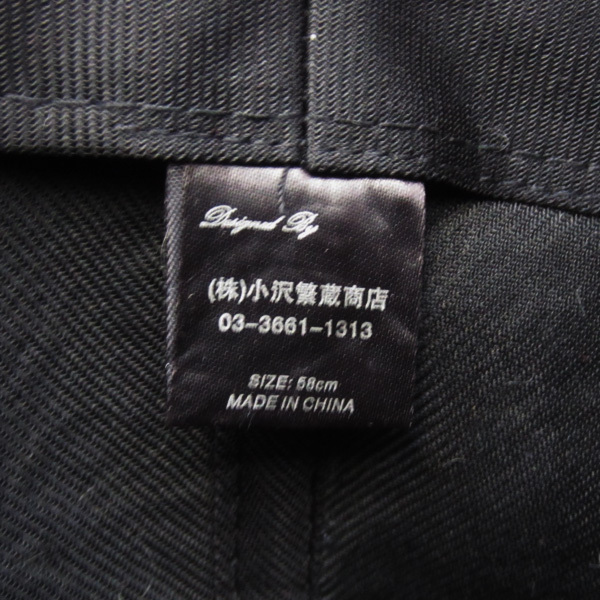 Designed By
(株)小沢繁蔵商店
03-3661-1313
SIZE: 58cm
MADE IN CHINA